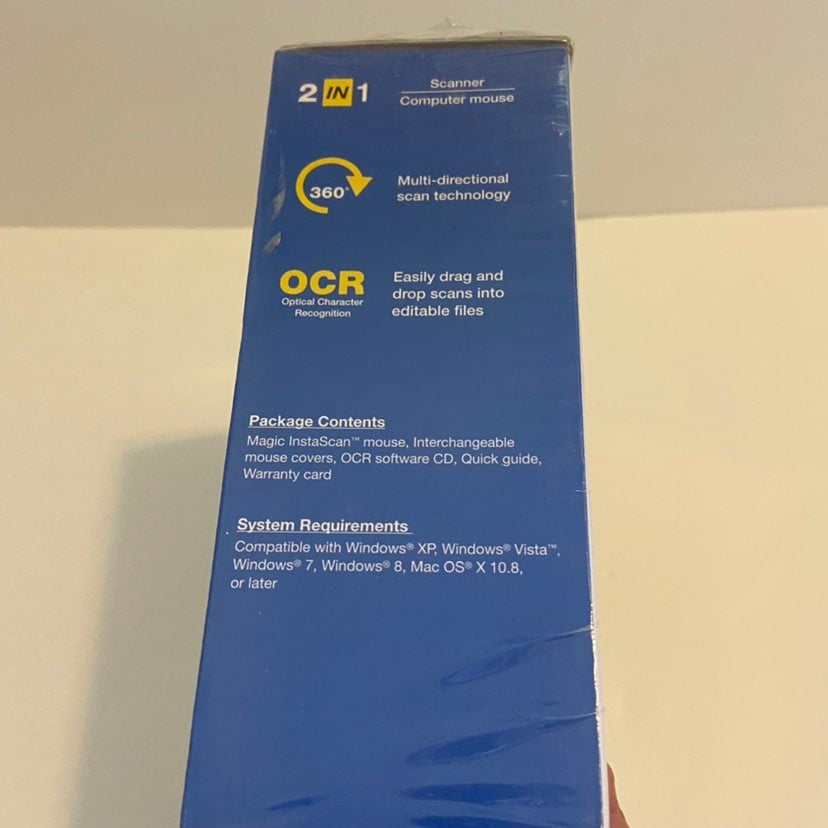 2 IN 1
Scanner
Computer mouse
360°
Multi-directional
scan technology
OCR
Optical Character
Recognition
Easily drag and
drop scans into
editable files
Package Contents
Magic InstaScan™ mouse, Interchangeable
mouse covers, OCR software CD, Quick guide,
Warranty card
System Requirements
Compatible with Windows® XP, Windows® Vista™,
Windows® 7, Windows® 8, Mac OS® X 10.8,
or later